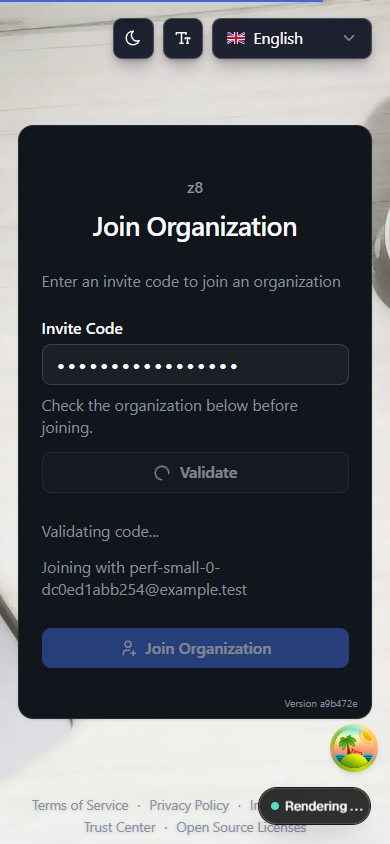 English
z8
Join Organization
Enter an invite code to join an organization
Invite Code
•••••••••••••••••
Check the organization below before
joining.
Validate
Validating code...
Joining with perf-small-0-
dc0ed1abb254@example.test
Join Organization
Version a9b472e
Terms of Service · Privacy Policy ·
Rendering ...
Trust Center · Open Source Licenses